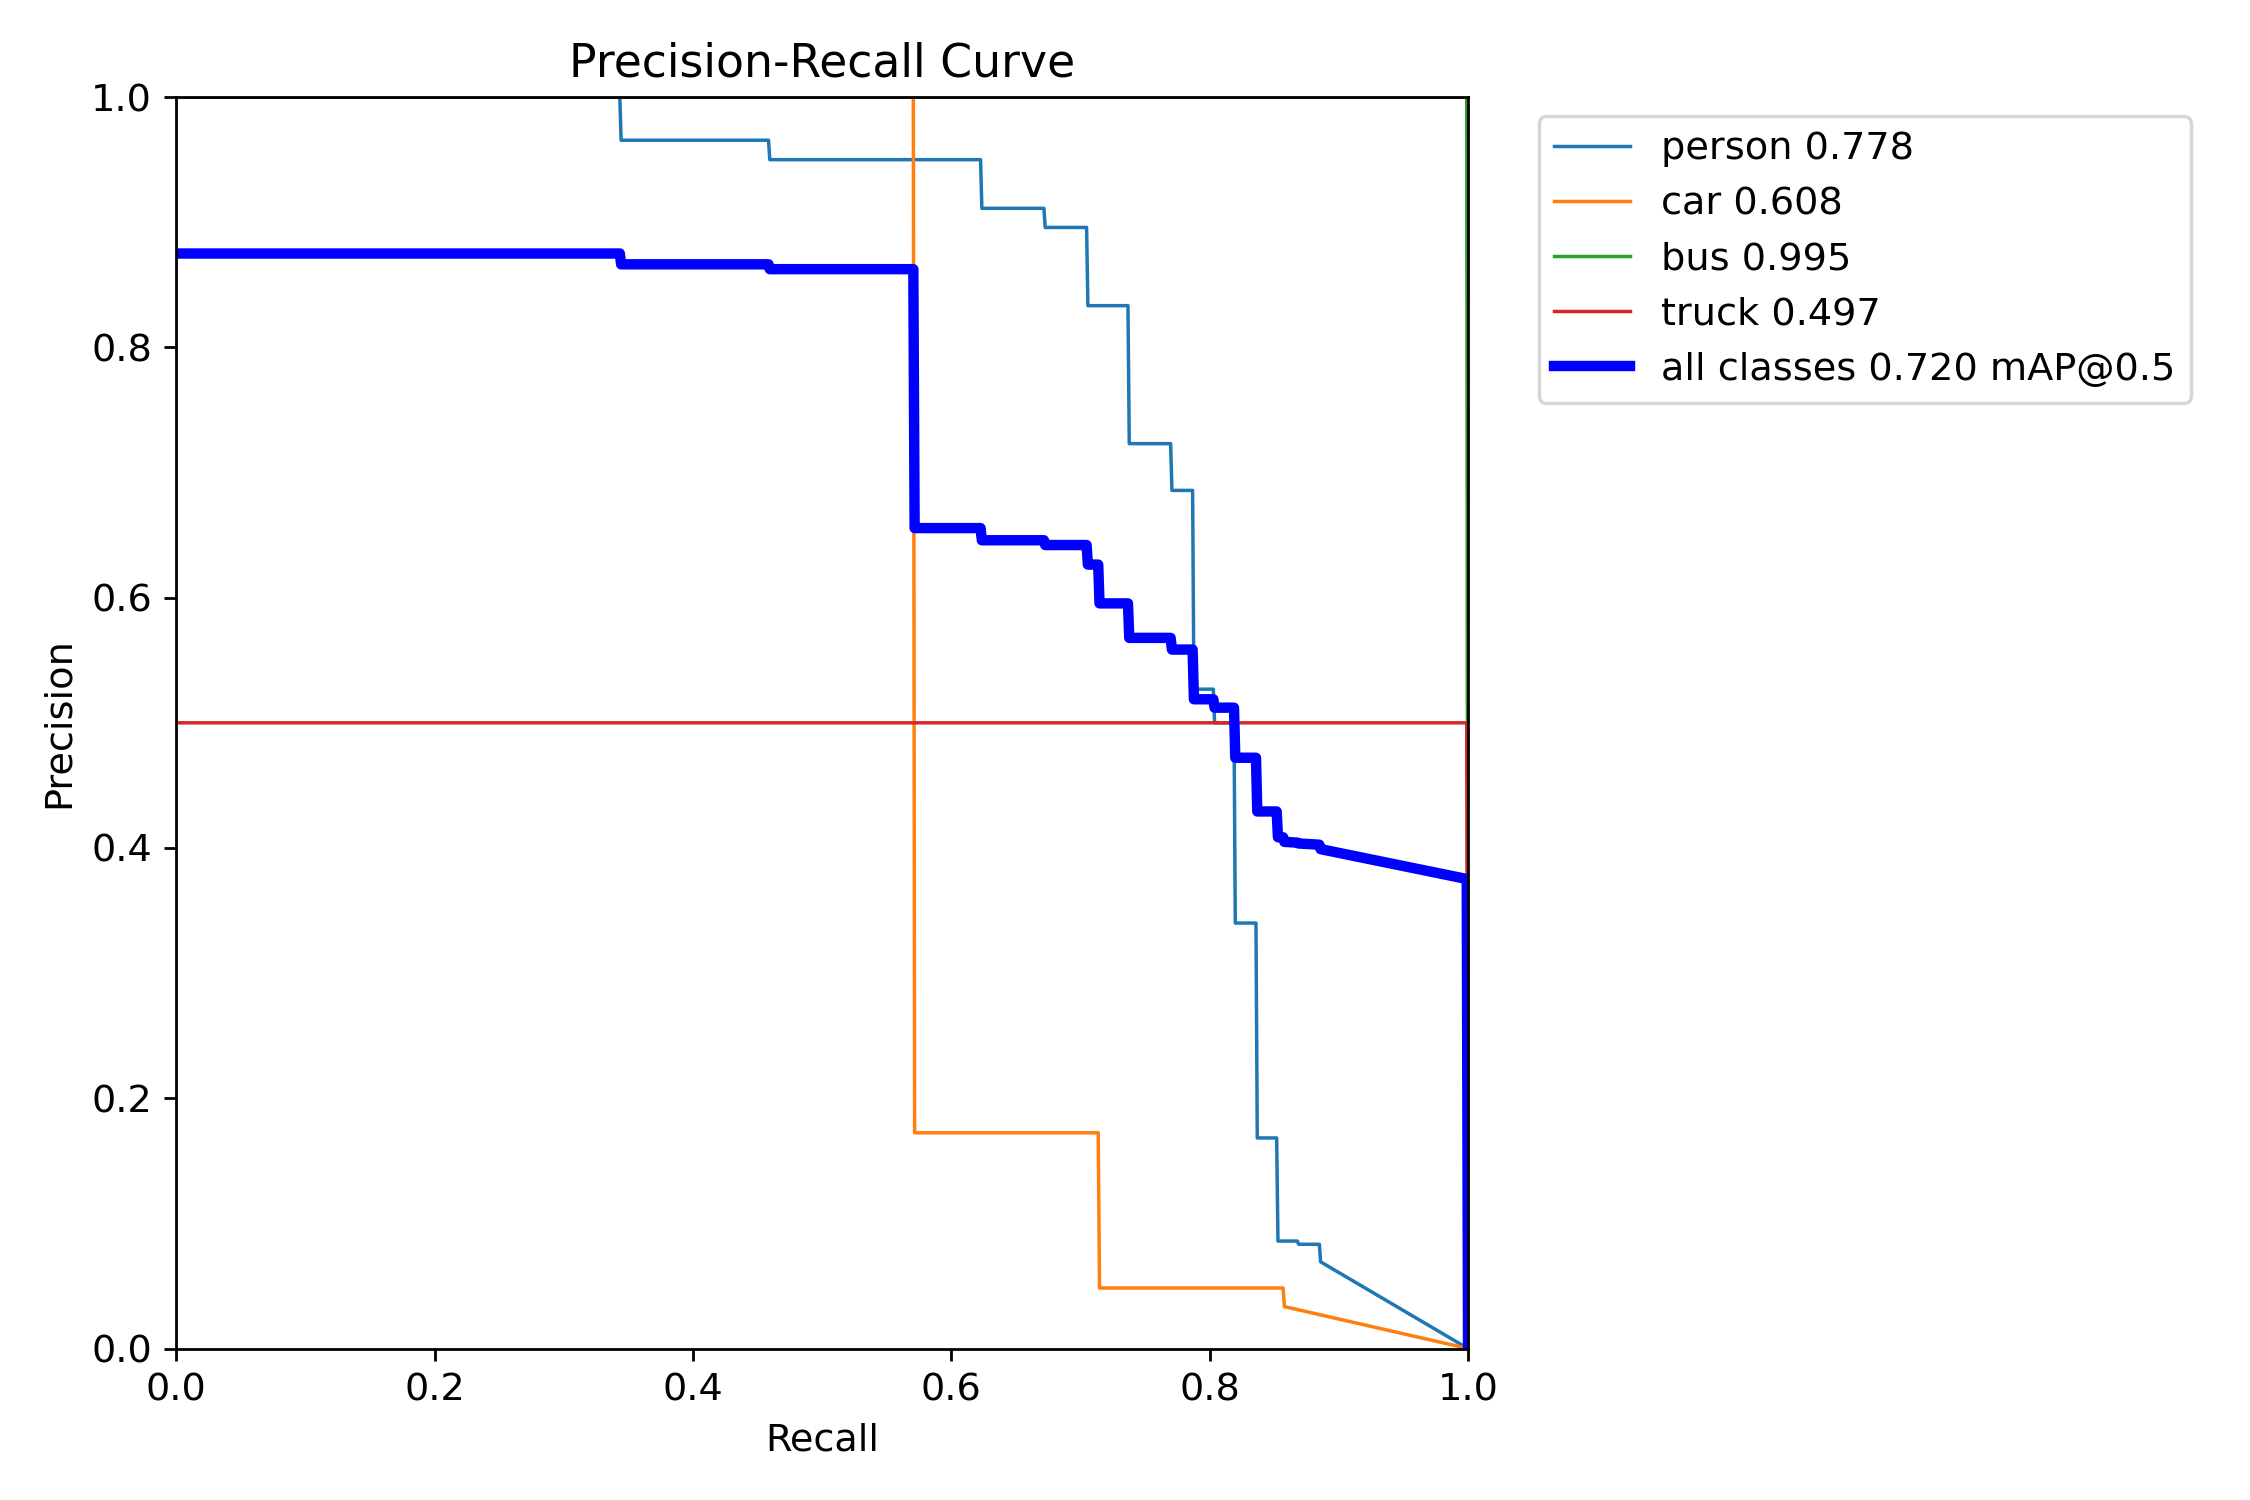 Precision-Recall Curve
1.0
0.8
0.6
0.4
0.2
0.0
Precision
0.0 0.2 0.4 0.6 0.8 1.0
Recall
person 0.778
car 0.608
bus 0.995
truck 0.497
all classes 0.720 mAP@0.5